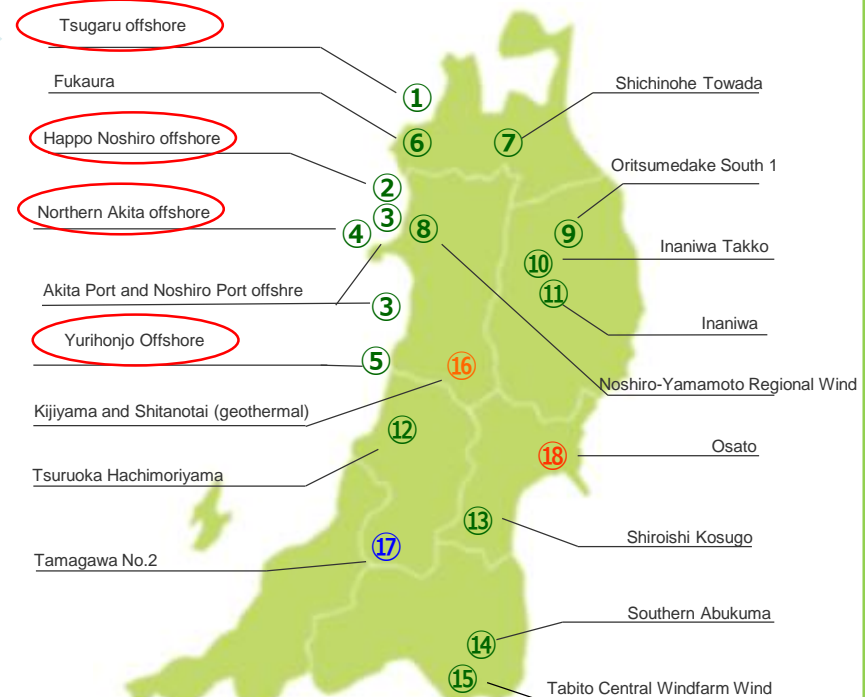 Tsugaru offshore
Fukaura
Happo Noshiro offshore
Northern Akita offshore
Akita Port and Noshiro Port offshre
Yurihonjo Offshore
Kijiyama and Shitanotai (geothermal)
Tsuruoka Hachimoriyama
Tamagawa No.2
①
⑥
⑦
②
③
④
⑧
⑨
⑩
⑪
③
⑤
⑯
⑫
⑱
⑬
⑰
⑭
⑮
Shichinohe Towada
Oritsumedake South 1
Inaniwa Takko
Inaniwa
Noshiro-Yamamoto Regional Wind
Osato
Shiroishi Kosugo
Southern Abukuma
Tabito Central Windfarm Wind